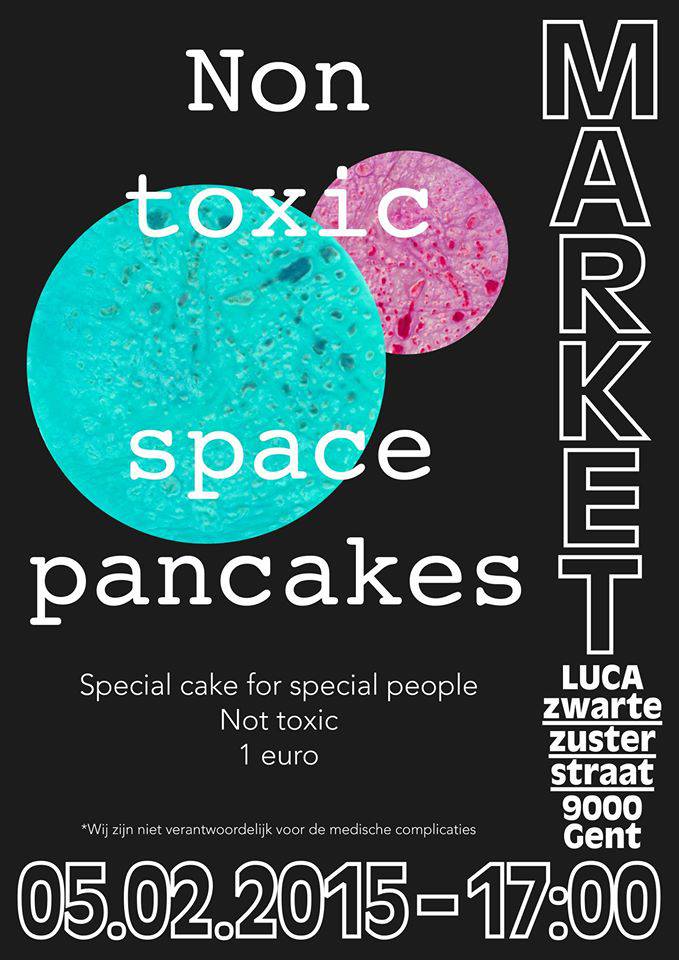 Non
toxic
space
pancakes
Special cake for special people
Not toxic
1 euro
*Wij zijn niet verantwoordelijk voor de medische complicaties
MARKET
LUCA
zwarte
zuster
straat
9000
Gent
05.02.2015-17:00